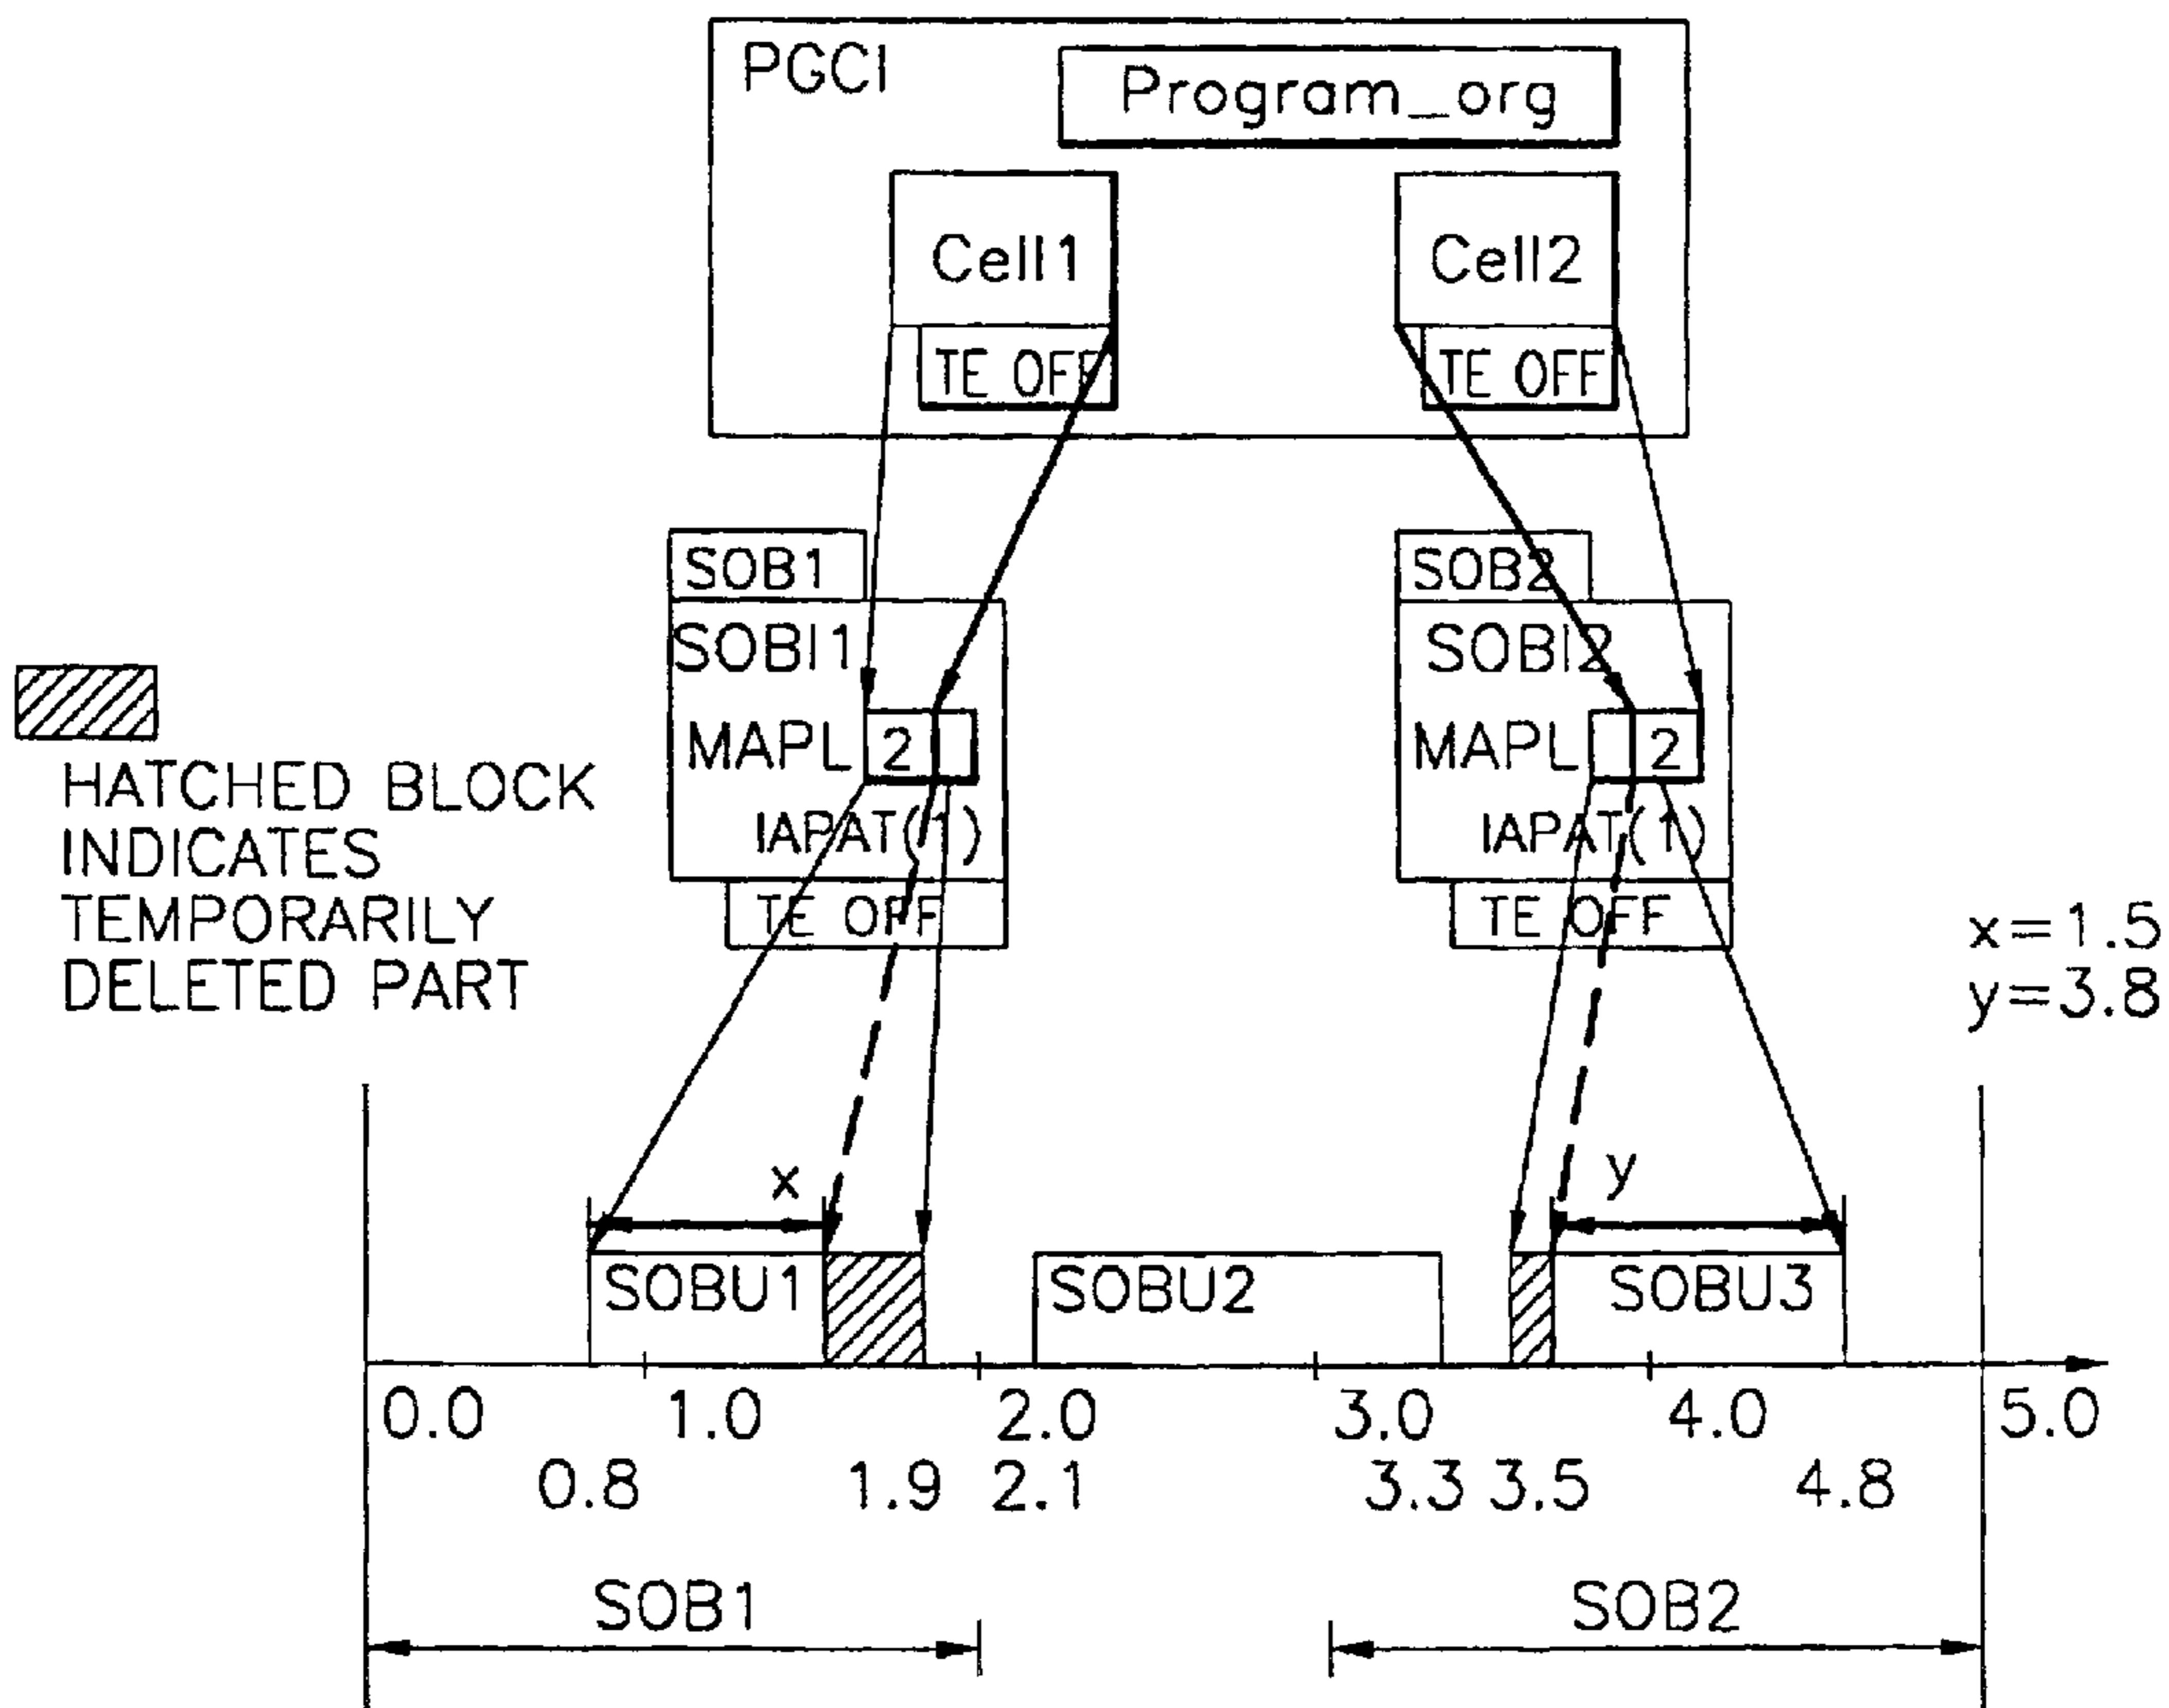 PGCI
Program_org
Cell1
Cell2
TE OFF
TE OFF
SOB1
SOB2
SOBI1
SOBI2
MAPL 2
MAPL 2
IAPAT(1)
IAPAT(1)
TE OFF
TE OFF
HATCHED BLOCK
INDICATES
TEMPORARILY
DELETED PART
x=1.5
y=3.8
x
y
SOBU1
SOBU2
SOBU3
0.0 1.0 2.0 3.0 4.0 5.0
0.8 1.9 2.1 3.3 3.5 4.8
SOB1
SOB2